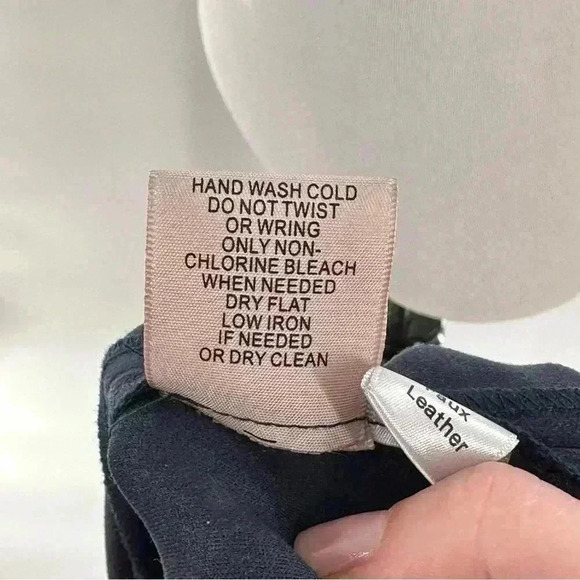 HAND WASH COLD
DO NOT TWIST
OR WRING
ONLY NON-
CHLORINE BLEACH
WHEN NEEDED
DRY FLAT
LOW IRON
IF NEEDED
OR DRY CLEAN
Faux
Leather